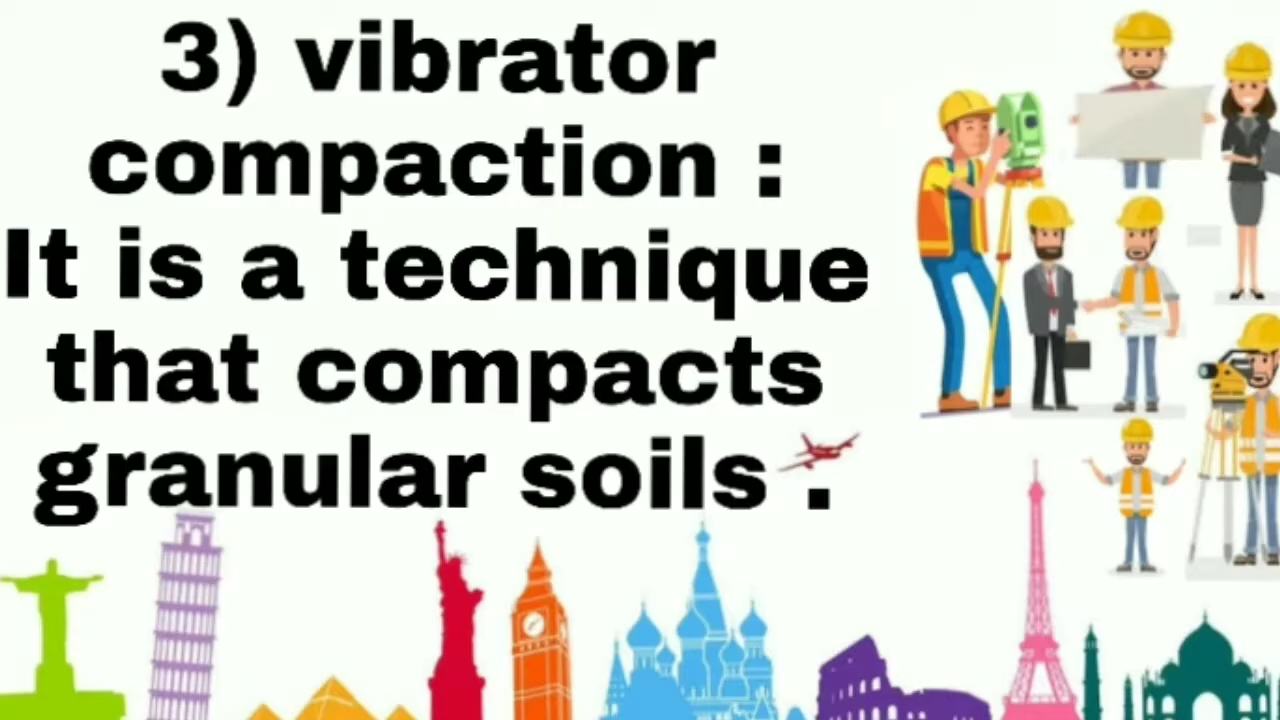 3) vibrator
compaction :
It is a technique
that compacts
granular soils .